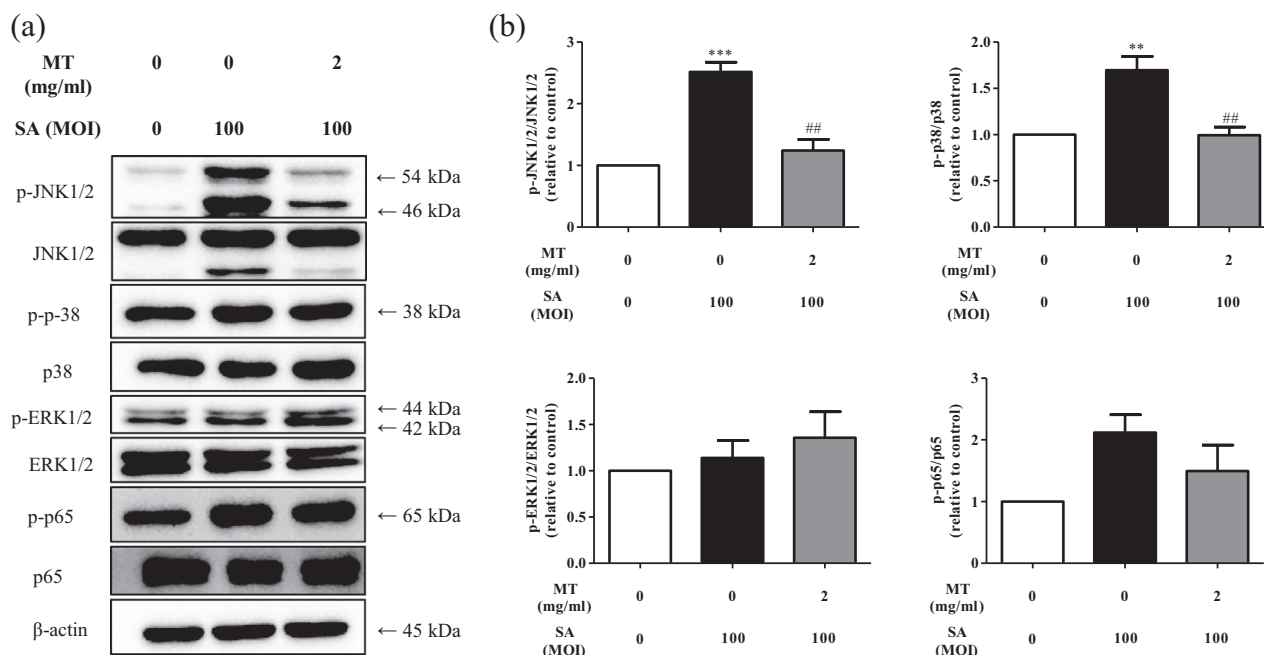 (a)
MT
(mg/ml)
0 0 2
SA (MOI) 0 100 100
p-JNK1/2 ← 54 kDa
← 46 kDa
JNK1/2
p-p-38 ← 38 kDa
p38
p-ERK1/2 ← 44 kDa
← 42 kDa
ERK1/2
p-p65 ← 65 kDa
p65
β-actin ← 45 kDa
(b)
p-JNK1/2/JNK1/2
(relative to control)
3
2
1
0
***
##
MT
(mg/ml)
0 0 2
SA
(MOI)
0 100 100
p-p38/p38
(relative to control)
2.0
1.5
1.0
0.5
0.0
**
##
MT
(mg/ml)
0 0 2
SA
(MOI)
0 100 100
p-ERK1/2/ERK1/2
(relative to control)
2.0
1.5
1.0
0.5
0.0
MT
(mg/ml)
0 0 2
SA
(MOI)
0 100 100
p-p65/p65
(relative to control)
3
2
1
0
MT
(mg/ml)
0 0 2
SA
(MOI)
0 100 100